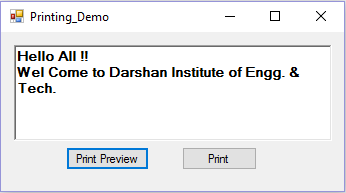 Printing_Demo
Hello All !!
Wel Come to Darshan Institute of Engg. &
Tech.
Print Preview
Print